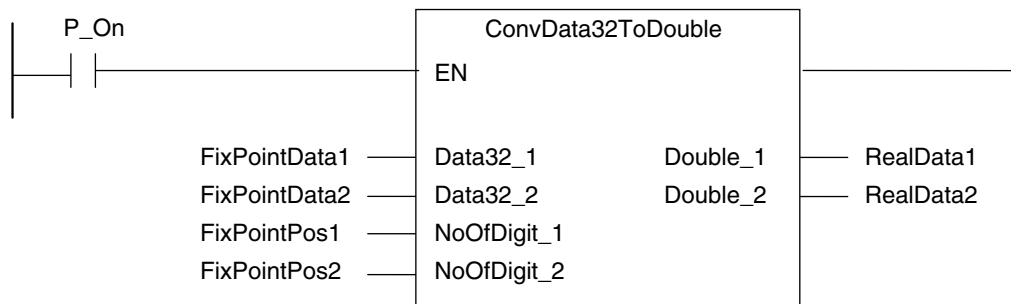 P_On
ConvData32ToDouble
EN
FixPointData1 Data32_1 Double_1 RealData1
FixPointData2 Data32_2 Double_2 RealData2
FixPointPos1 NoOfDigit_1
FixPointPos2 NoOfDigit_2